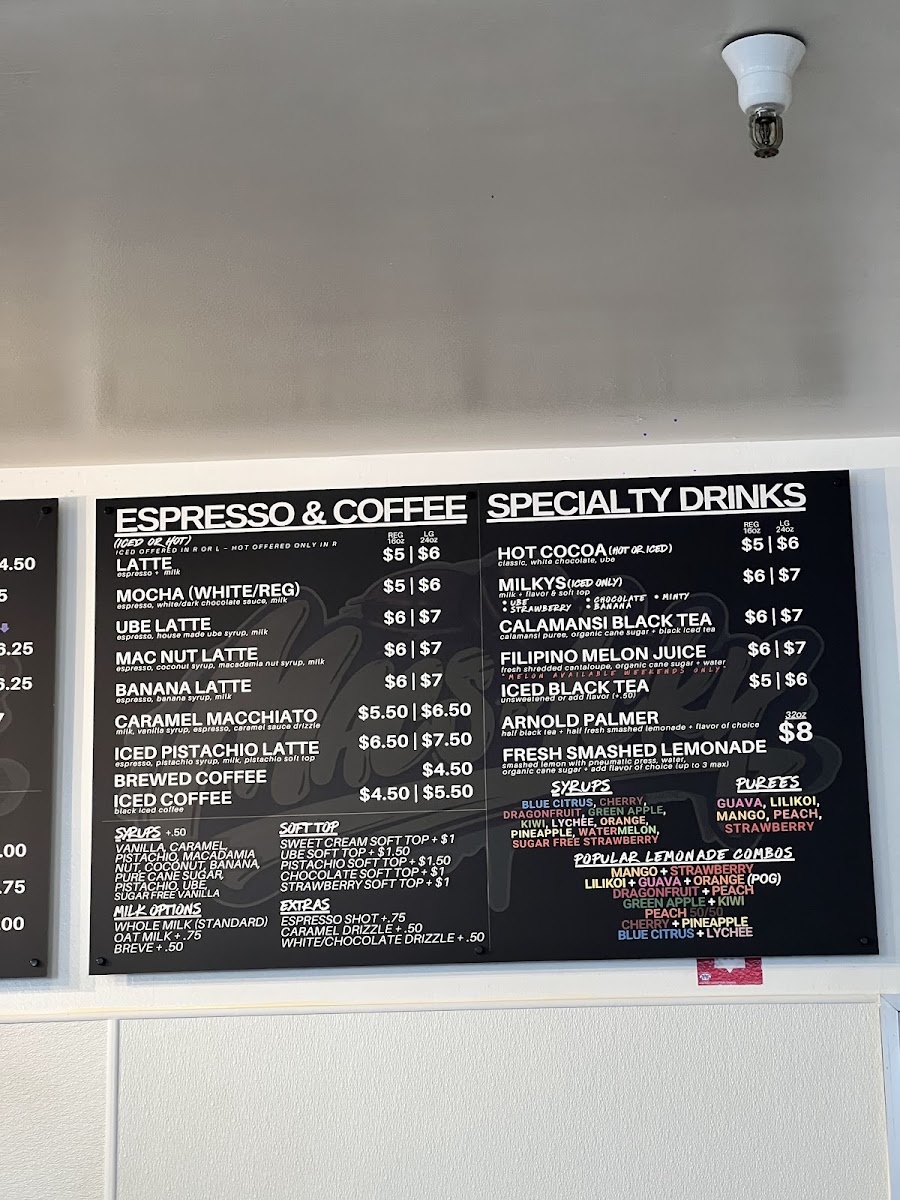 4.50
5
6.25
6.25
7
.00
.75
.00
ESPRESSO & COFFEE
(ICED OR HOT)
ICED OFFERED IN R OR L - HOT OFFERED ONLY IN R
REG LG
16oz 24oz
LATTE $5 | $6
espresso + milk
MOCHA (WHITE/REG) $5 | $6
espresso, white/dark chocolate sauce, milk
UBE LATTE $6 | $7
espresso, house made ube syrup, milk
MAC NUT LATTE $6 | $7
espresso, coconut syrup, macadamia nut syrup, milk
BANANA LATTE $6 | $7
espresso, banana syrup, milk
CARAMEL MACCHIATO $5.50 | $6.50
milk, vanilla syrup, espresso, caramel sauce drizzle
ICED PISTACHIO LATTE $6.50 | $7.50
espresso, pistachio syrup, milk, pistachio soft top
BREWED COFFEE $4.50
ICED COFFEE $4.50 | $5.50
black iced coffee
SYRUPS +.50
VANILLA, CARAMEL,
PISTACHIO, MACADAMIA
NUT, COCONUT, BANANA,
PURE CANE SUGAR,
PISTACHIO, UBE,
SUGAR FREE VANILLA
MILK OPTIONS
WHOLE MILK (STANDARD)
OAT MILK +.75
BREVE +.50
SOFT TOP
SWEET CREAM SOFT TOP + $1
UBE SOFT TOP + $1.50
PISTACHIO SOFT TOP + $1.50
CHOCOLATE SOFT TOP + $1
STRAWBERRY SOFT TOP + $1
EXTRAS
ESPRESSO SHOT +.75
CARAMEL DRIZZLE +.50
WHITE/CHOCOLATE DRIZZLE +.50
SPECIALTY DRINKS
REG LG
16oz 24oz
HOT COCOA (HOT OR ICED) $5 | $6
classic, white chocolate, ube
MILKYS (ICED ONLY) $6 | $7
milk + flavor & soft top
• UBE • CHOCOLATE • MINTY
• STRAWBERRY • BANANA
CALAMANSI BLACK TEA $6 | $7
calamansi puree, organic cane sugar + black iced tea
FILIPINO MELON JUICE $6 | $7
fresh shredded cantaloupe, organic cane sugar + water
*MELON AVAILABLE WEEKENDS ONLY*
ICED BLACK TEA $5 | $6
unsweetened or add flavor (+.50)
ARNOLD PALMER 32oz
half black tea + half fresh smashed lemonade + flavor of choice $8
FRESH SMASHED LEMONADE
smashed lemon with pneumatic press, water,
organic cane sugar + add flavor of choice (up to 3 max)
SYRUPS
BLUE CITRUS, CHERRY,
DRAGONFRUIT, GREEN APPLE,
KIWI, LYCHEE, ORANGE,
PINEAPPLE, WATERMELON,
SUGAR FREE STRAWBERRY
PUREES
GUAVA, LILIKOI,
MANGO, PEACH,
STRAWBERRY
POPULAR LEMONADE COMBOS
MANGO + STRAWBERRY
LILIKOI + GUAVA + ORANGE (POG)
DRAGONFRUIT + PEACH
GREEN APPLE + KIWI
PEACH 50/50
CHERRY + PINEAPPLE
BLUE CITRUS + LYCHEE